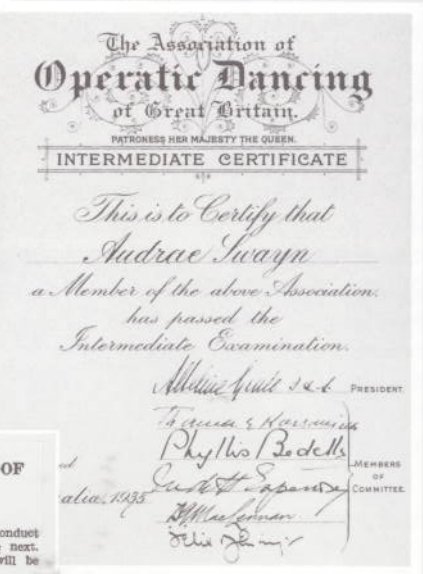 The Association of
Operatic Dancing
of Great Britain.
PATRONESS HER MAJESTY THE QUEEN.
INTERMEDIATE CERTIFICATE
This is to Certify that
Audrae Swayn
a Member of the above Association.
has passed the
Intermediate Examination.
PRESIDENT
Phyllis Bedells
MEMBERS
OF
COMMITTEE
alia. 1935
OF
onduct
next.
will be